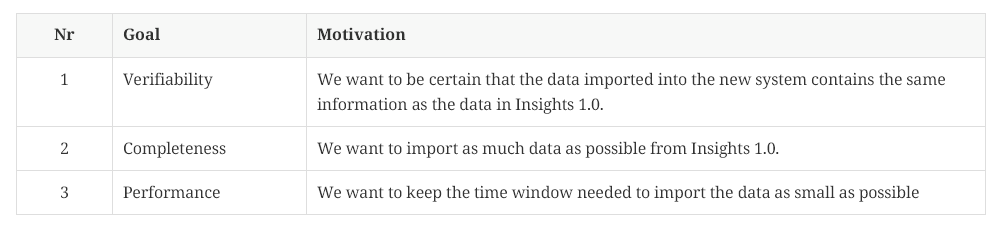 Nr Goal Motivation
1 Verifiability We want to be certain that the data imported into the new system contains the same
information as the data in Insights 1.0.
2 Completeness We want to import as much data as possible from Insights 1.0.
3 Performance We want to keep the time window needed to import the data as small as possible